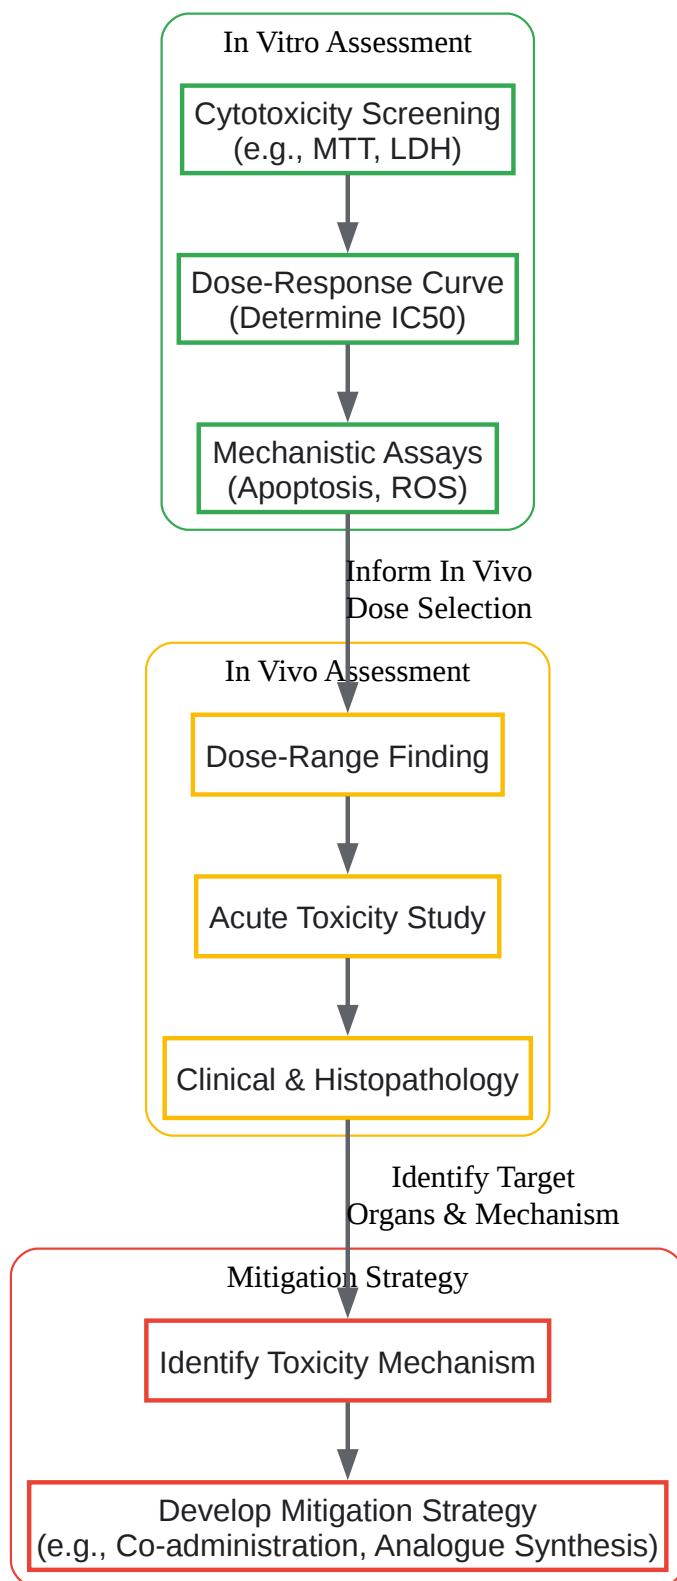 In Vitro Assessment
Cytotoxicity Screening
(e.g., MTT, LDH)
Dose-Response Curve
(Determine IC50)
Mechanistic Assays
(Apoptosis, ROS)
Inform In Vivo
Dose Selection
In Vivo Assessment
Dose-Range Finding
Acute Toxicity Study
Clinical & Histopathology
Identify Target
Organs & Mechanism
Mitigation Strategy
Identify Toxicity Mechanism
Develop Mitigation Strategy
(e.g., Co-administration, Analogue Synthesis)